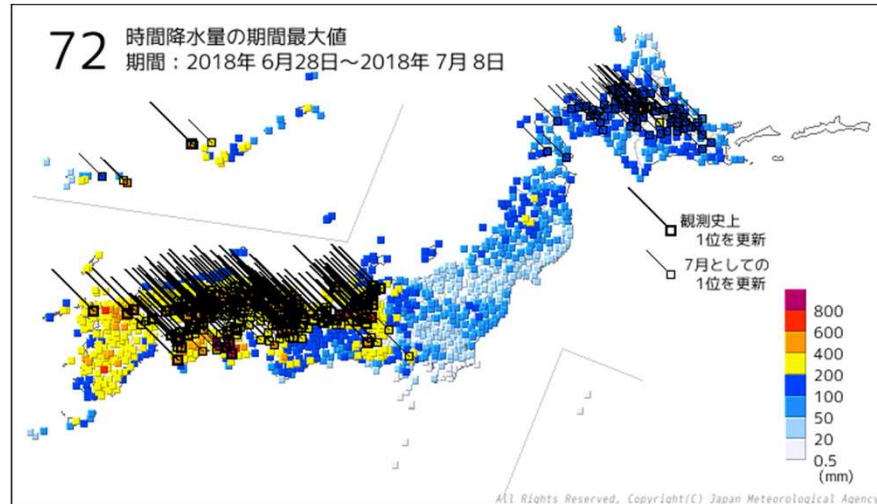 72 時間降水量の期間最大値
期間：2018年 6月28日～2018年 7月 8日
観測史上
1位を更新
7月としての
1位を更新
800
600
400
200
100
50
20
0.5
(mm)
All Rights Reserved, Copyright(C) Japan Meteorological Agency